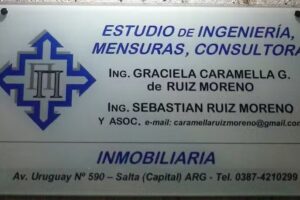 ESTUDIO DE INGENIERÍA,
MENSURAS, CONSULTORA
ING. GRACIELA CARAMELLA G.
de RUIZ MORENO
ING. SEBASTIAN RUIZ MORENO
Y ASOC. e-mail: caramellaruizmoreno@gmail.com
INMOBILIARIA
Av. Uruguay Nº 590 - Salta (Capital) ARG - Tel. 0387-4210299